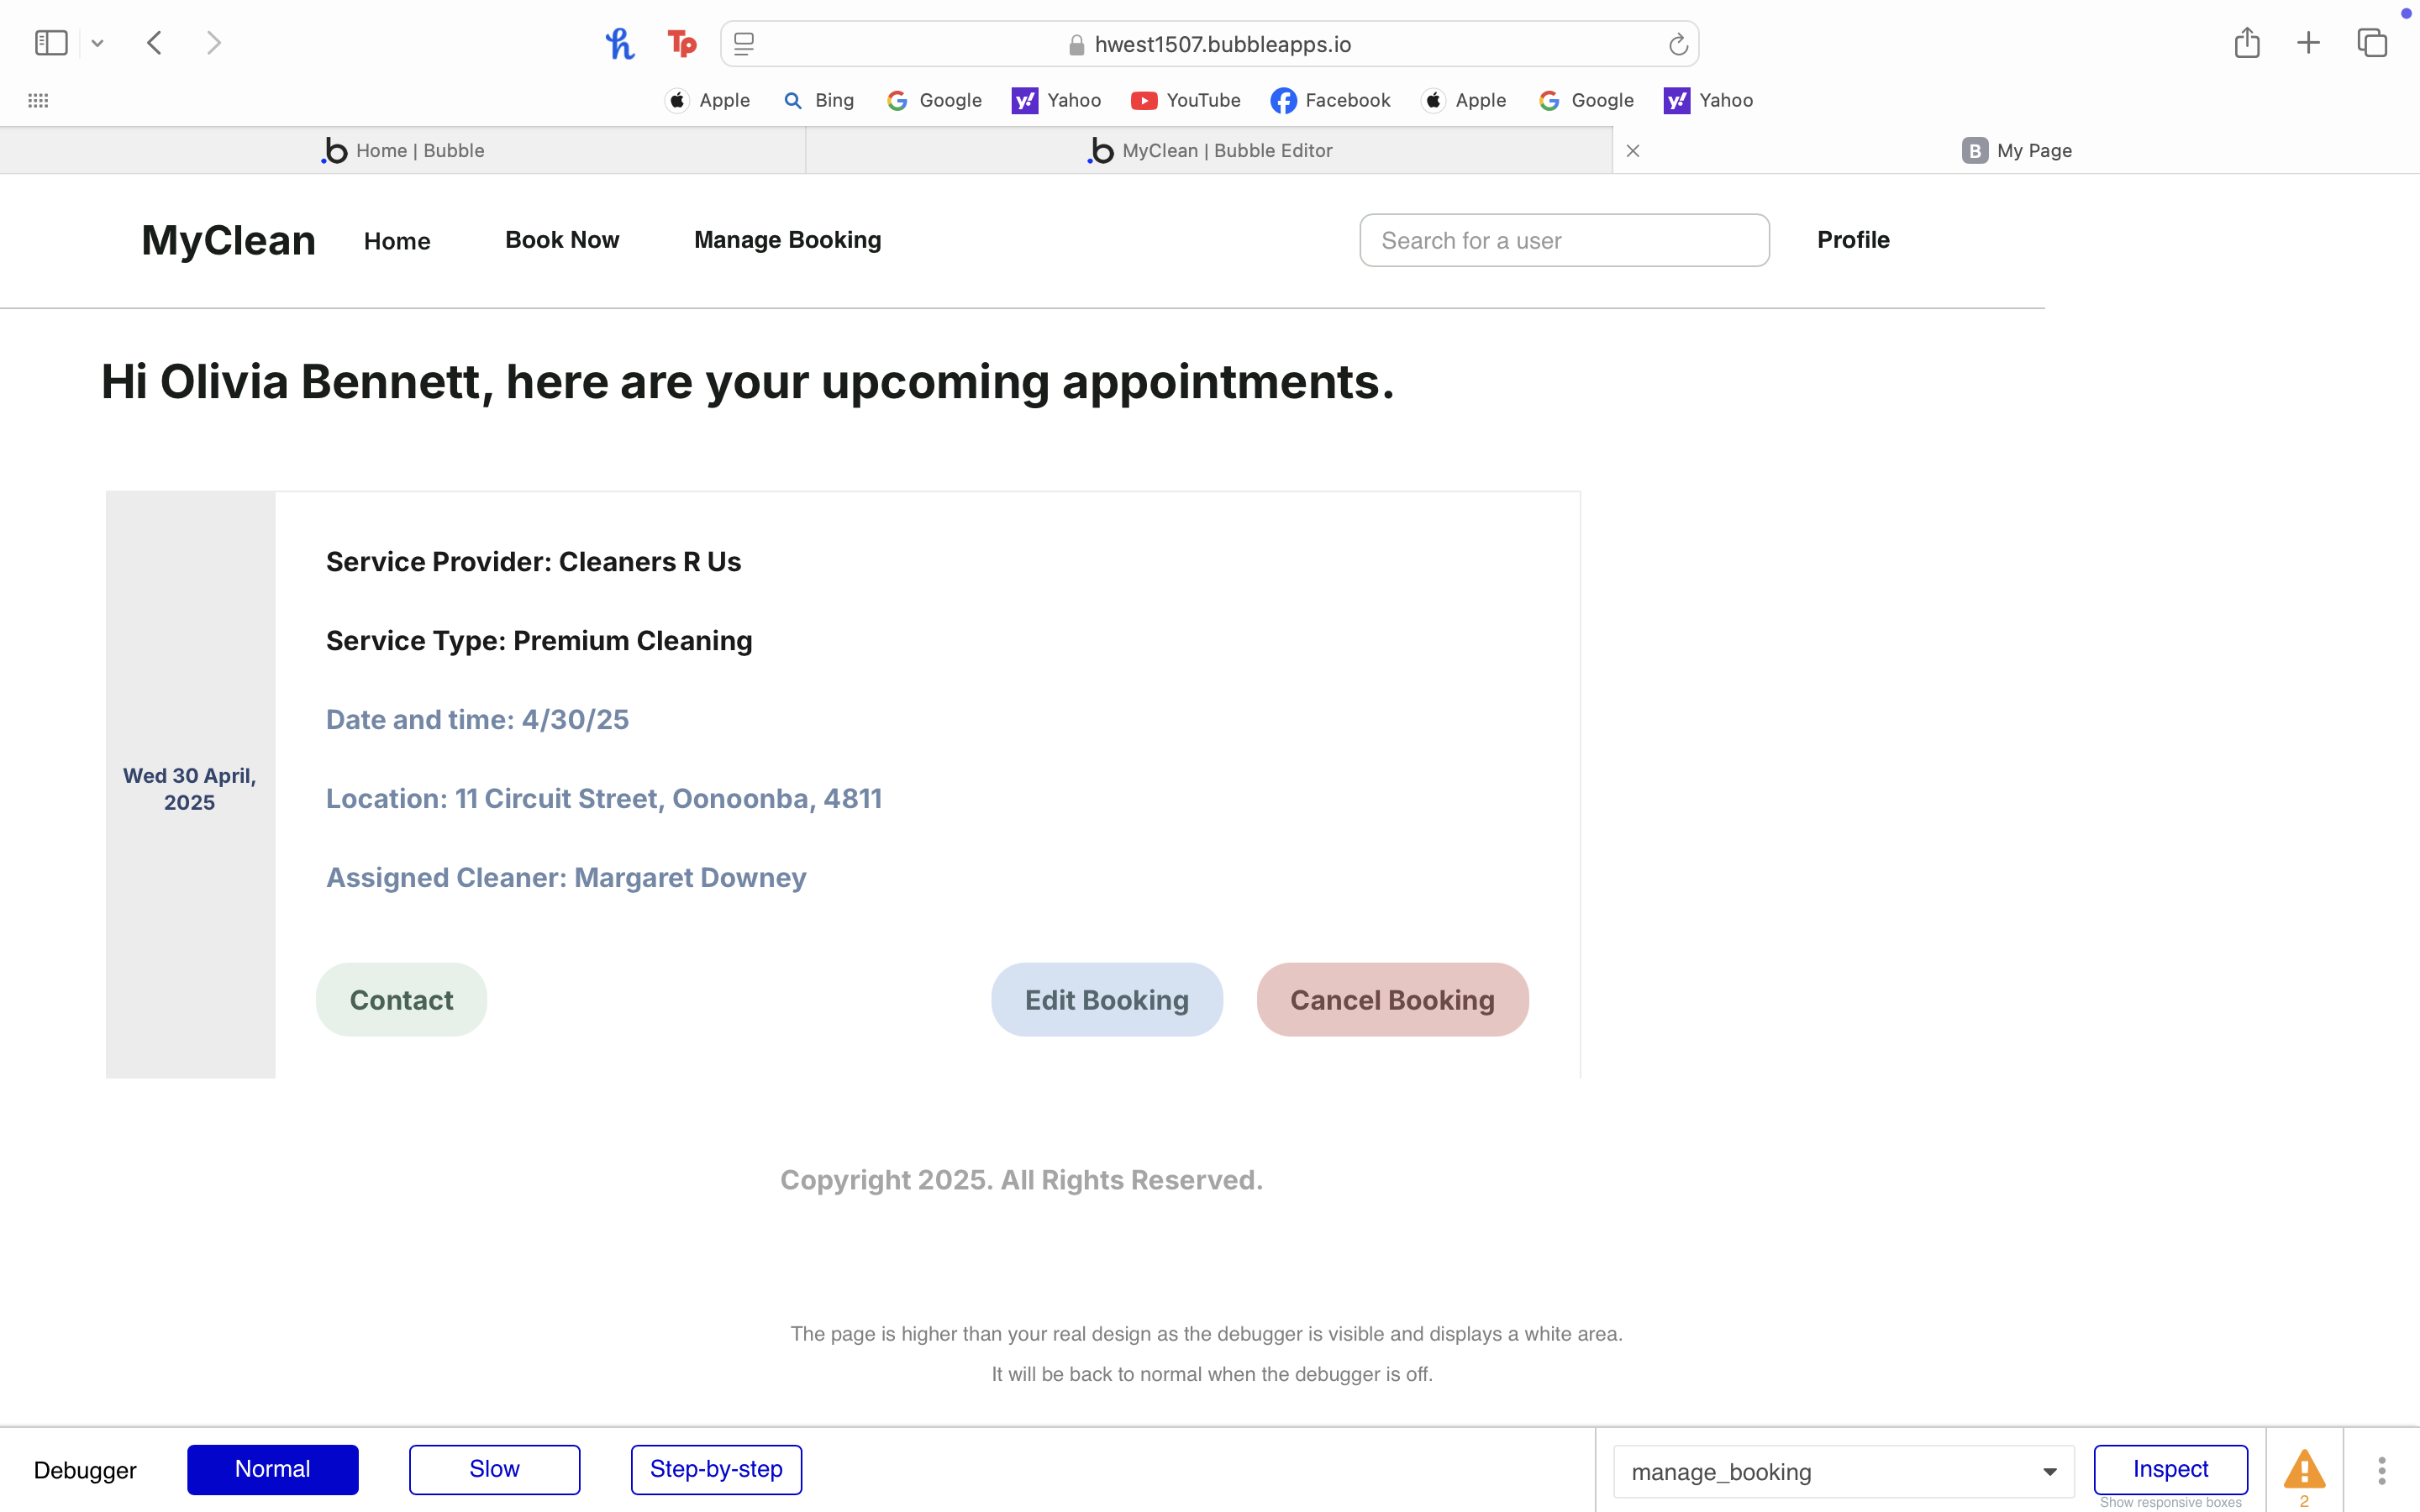 hwest1507.bubbleapps.io
Apple Bing Google Yahoo YouTube Facebook Apple Google Yahoo
Home | Bubble MyClean | Bubble Editor My Page
MyClean Home Book Now Manage Booking Search for a user Profile
Hi Olivia Bennett, here are your upcoming appointments.
Service Provider: Cleaners R Us
Service Type: Premium Cleaning
Date and time: 4/30/25
Wed 30 April,
2025
Location: 11 Circuit Street, Oonoonba, 4811
Assigned Cleaner: Margaret Downey
Contact Edit Booking Cancel Booking
Copyright 2025. All Rights Reserved.
The page is higher than your real design as the debugger is visible and displays a white area.
It will be back to normal when the debugger is off.
Debugger Normal Slow Step-by-step manage_booking Inspect
Show responsive boxes 2